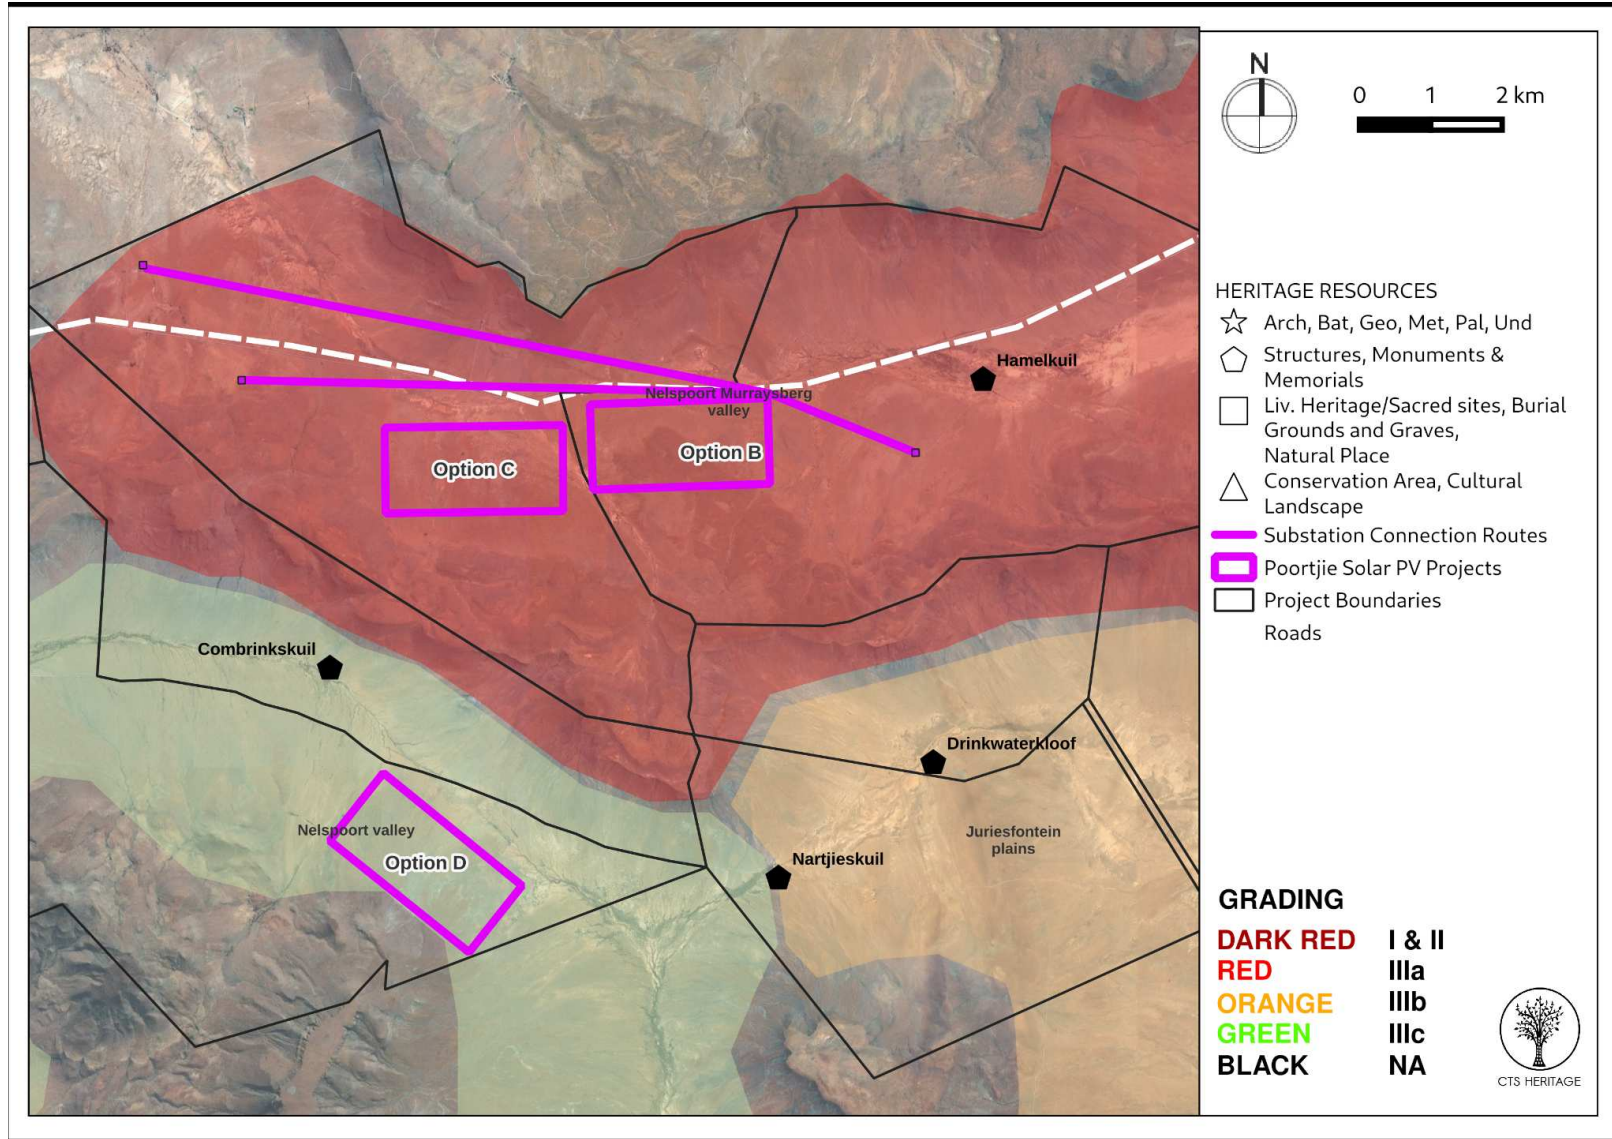 Hamelkuil
Nelspoort Murraysberg
valley
Option B
Option C
Combrinkskuil
Drinkwaterkloof
Nelspoort valley
Option D
Juriesfontein
plains
Nartjieskuil
N
0 1 2 km
HERITAGE RESOURCES
Arch, Bat, Geo, Met, Pal, Und
Structures, Monuments &
Memorials
Liv. Heritage/Sacred sites, Burial
Grounds and Graves,
Natural Place
Conservation Area, Cultural
Landscape
Substation Connection Routes
Poortjie Solar PV Projects
Project Boundaries
Roads
GRADING
DARK RED I & II
RED IIIa
ORANGE IIIb
GREEN IIIc
BLACK NA
CTS HERITAGE